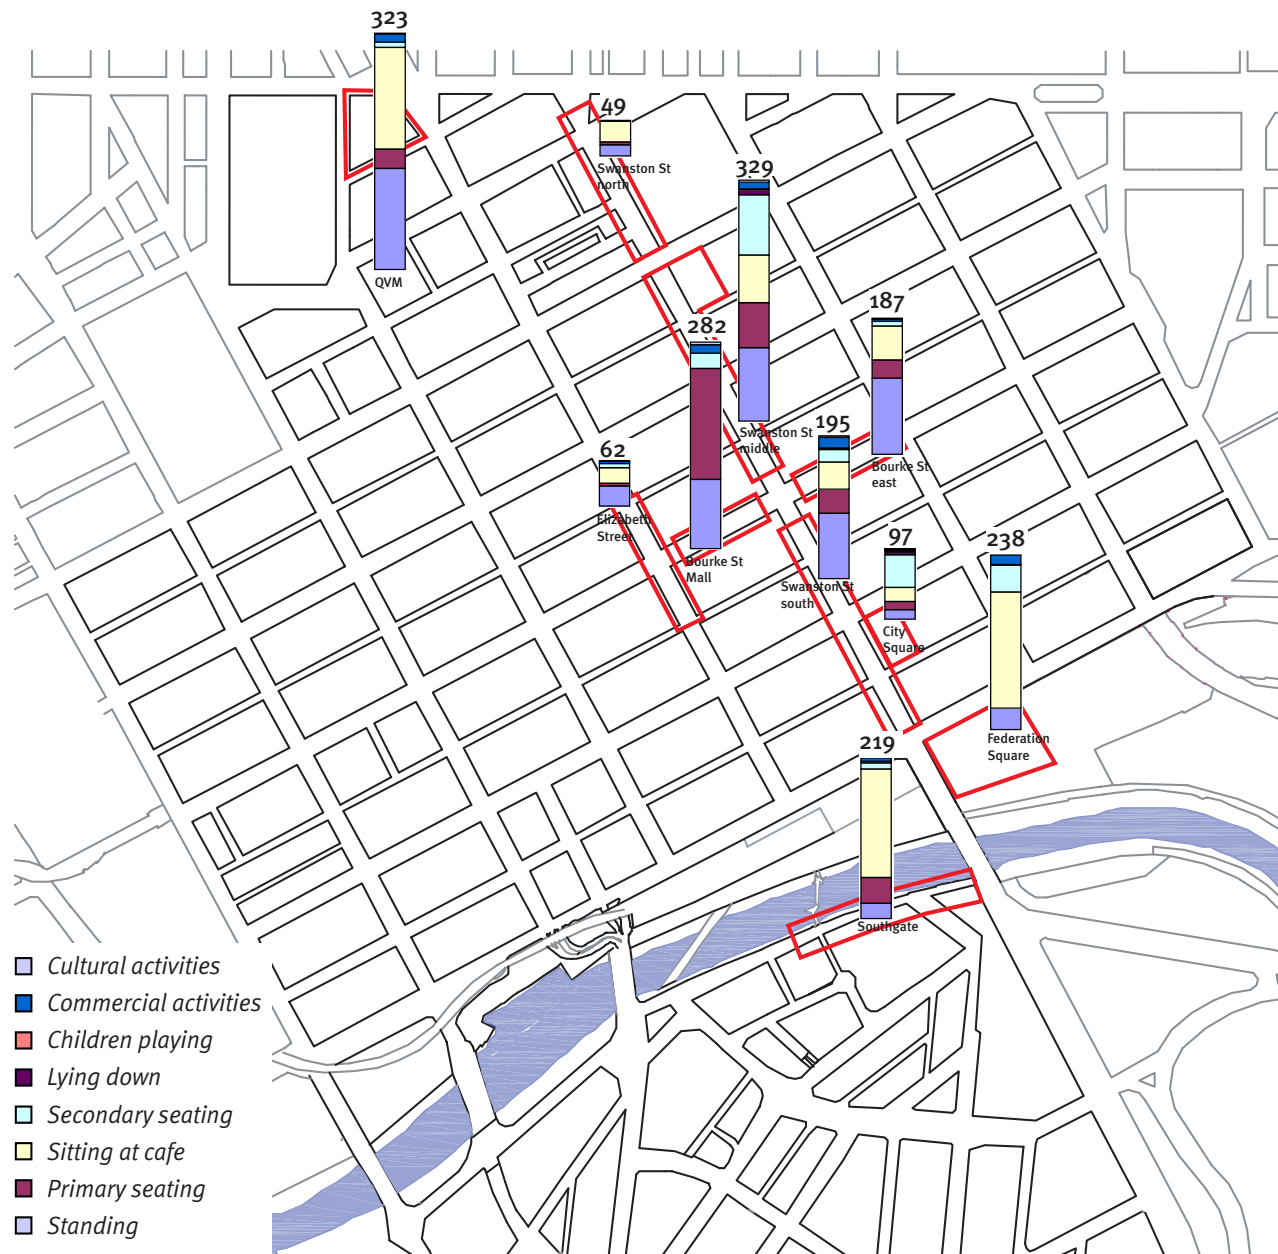 323
QVM
49
Swanston St
north
329
Swanston St
middle
282
Bourke St
Mall
187
Bourke St
east
195
Swanston St
south
62
Elizabeth
Street
97
City
Square
238
Federation
Square
219
Southgate
Cultural activities
Commercial activities
Children playing
Lying down
Secondary seating
Sitting at cafe
Primary seating
Standing